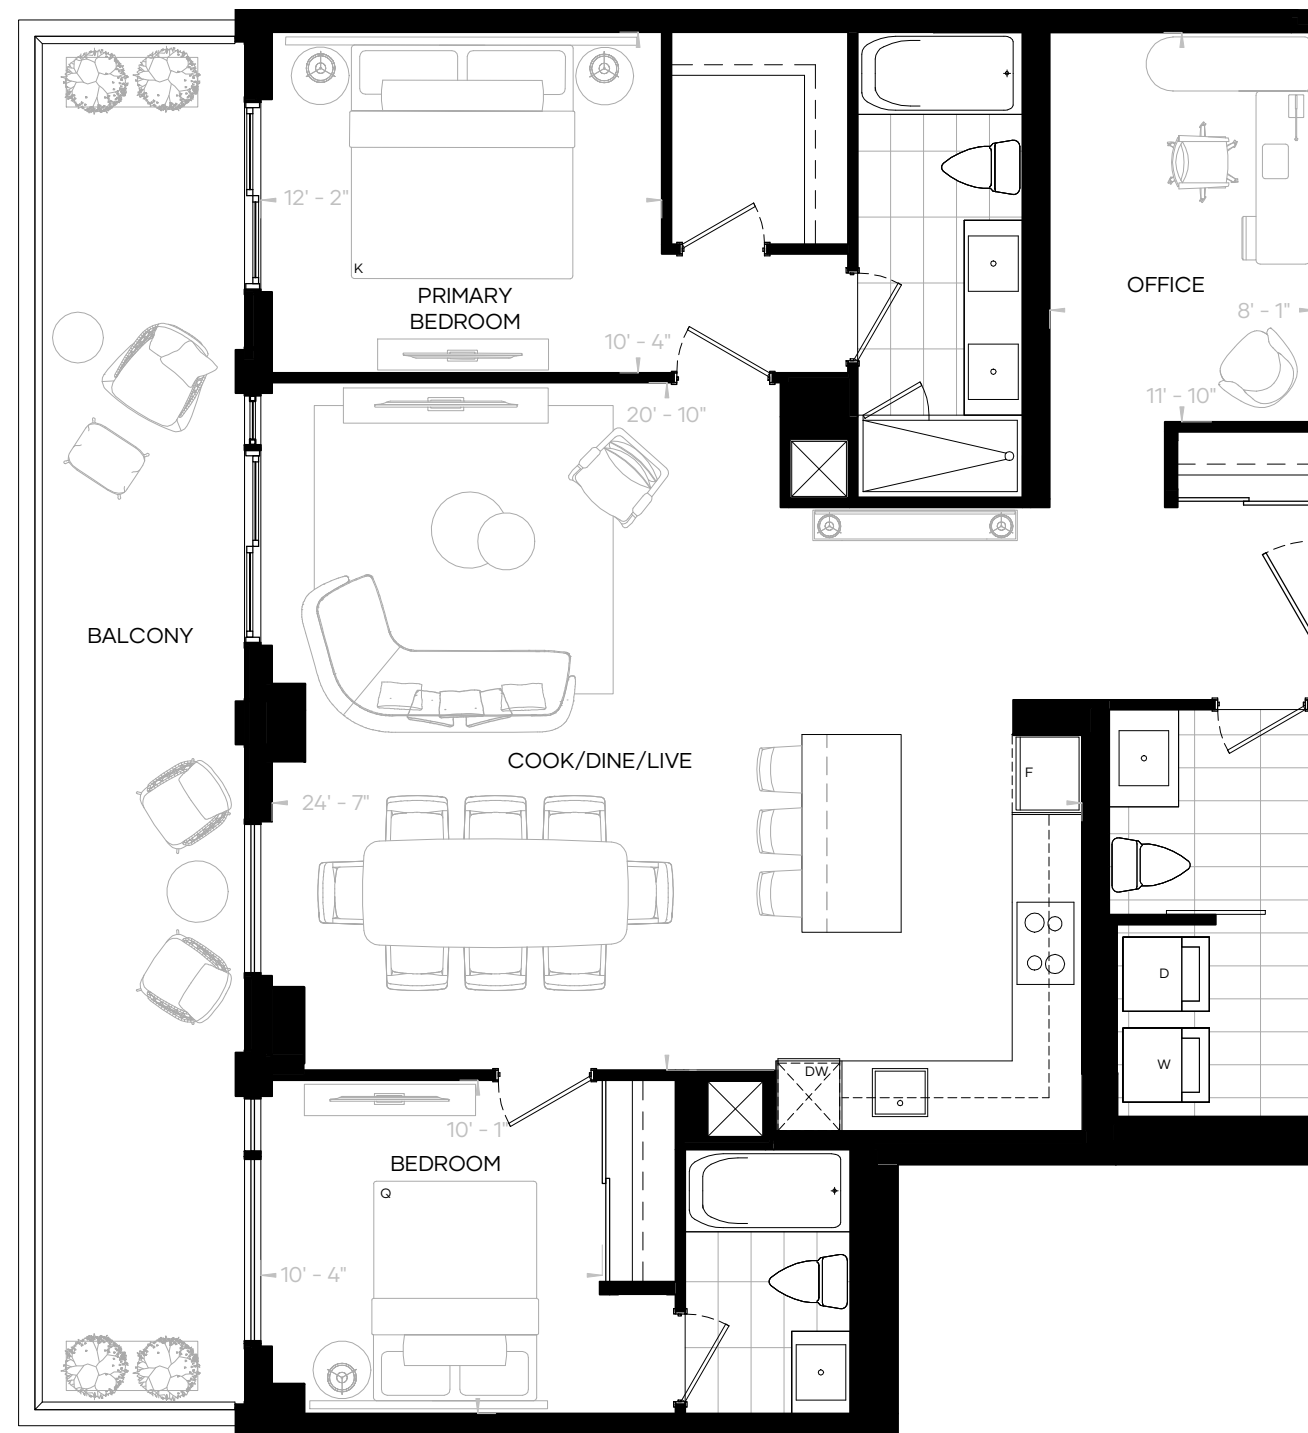 12' - 2"
K
PRIMARY
BEDROOM
10' - 4"
OFFICE
8' - 1"
11' - 10"
20' - 10"
BALCONY
COOK/DINE/LIVE
F
24' - 7"
D
W
DW
10' - 1"
BEDROOM
Q
10' - 4"